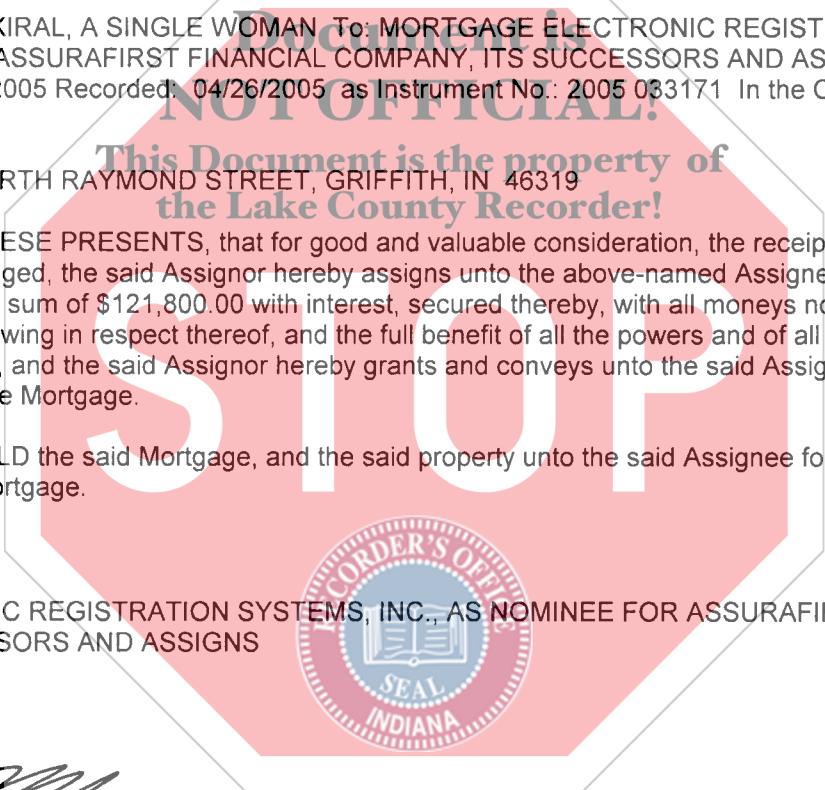 KIRAL, A SINGLE WOMAN To: MORTGAGE ELECTRONIC REGIST
Document is
ASSURAFIRST FINANCIAL COMPANY, ITS SUCCESSORS AND AS
2005 Recorded: 04/26/2005 as Instrument No.: 2005 033171 In the C
NOT OFFICIAL!
This Document is the property of
RTH RAYMOND STREET, GRIFFITH, IN 46319
the Lake County Recorder!
ESE PRESENTS, that for good and valuable consideration, the receip
ged, the said Assignor hereby assigns unto the above-named Assigne
sum of $121,800.00 with interest, secured thereby, with all moneys no
wing in respect thereof, and the full benefit of all the powers and of all
, and the said Assignor hereby grants and conveys unto the said Assig
e Mortgage.
STOP
LD the said Mortgage, and the said property unto the said Assignee fo
ortgage.
RECORDER'S OFFICE
C REGISTRATION SYSTEMS, INC., AS NOMINEE FOR ASSURAFI
SORS AND ASSIGNS
SEAL
INDIANA